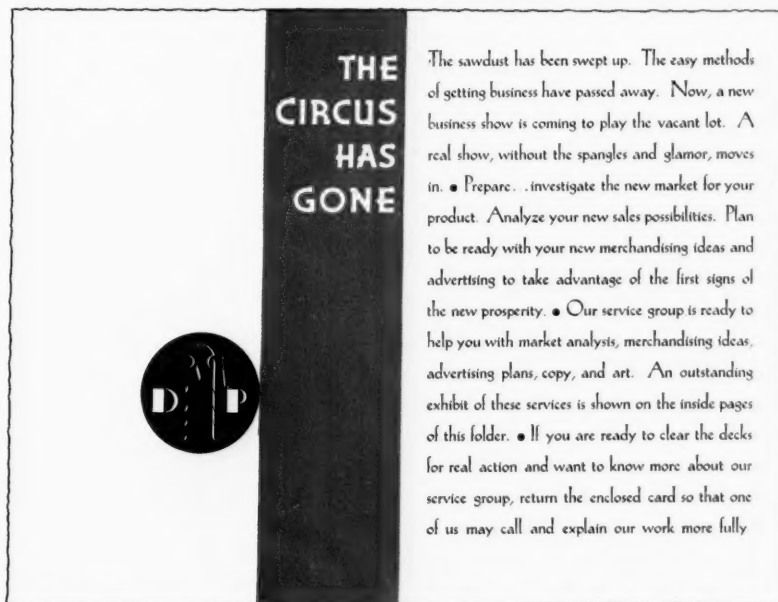 THE
CIRCUS
HAS
GONE
D P
The sawdust has been swept up. The easy methods
of getting business have passed away. Now, a new
business show is coming to play the vacant lot. A
real show, without the spangles and glamor, moves
in. ● Prepare. . .investigate the new market for your
product. Analyze your new sales possibilities. Plan
to be ready with your new merchandising ideas and
advertising to take advantage of the first signs of
the new prosperity. ● Our service group is ready to
help you with market analysis, merchandising ideas,
advertising plans, copy, and art. An outstanding
exhibit of these services is shown on the inside pages
of this folder. ● If you are ready to clear the decks
for real action and want to know more about our
service group, return the enclosed card so that one
of us may call and explain our work more fully